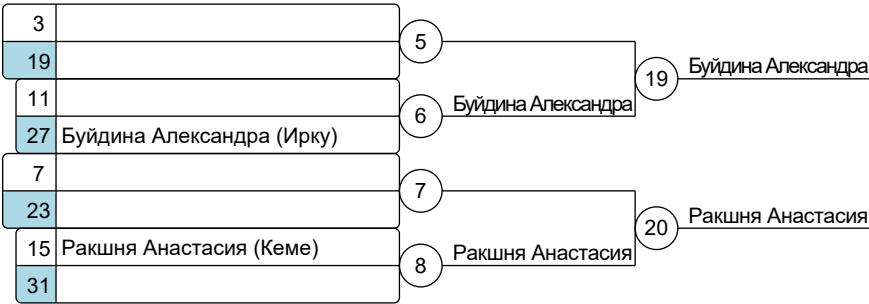 3
5
19
19 Буйдина Александра
11
6 Буйдина Александра
27 Буйдина Александра (Ирку)
7
7
23
20 Ракшня Анастасия
15 Ракшня Анастасия (Кеме)
8 Ракшня Анастасия
31